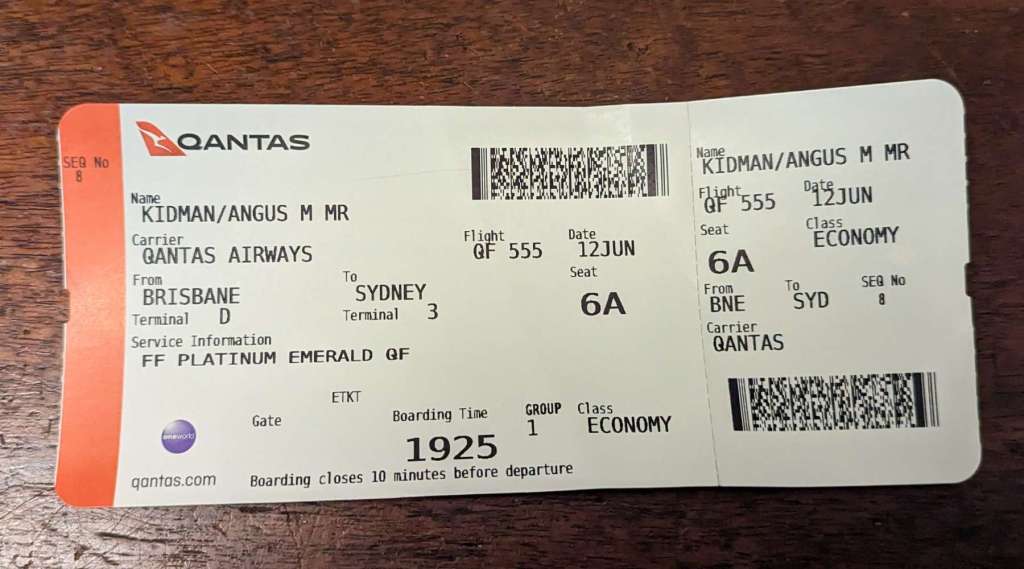 SEQ No
8
QANTAS
Name
KIDMAN/ANGUS M MR
Carrier
QANTAS AIRWAYS
Flight
QF 555
Date
12JUN
From
BRISBANE
To
SYDNEY
Seat
6A
Terminal D
Terminal 3
Service Information
FF PLATINUM EMERALD QF
ETKT
Gate
Boarding Time
1925
GROUP
1
Class
ECONOMY
oneworld
qantas.com
Boarding closes 10 minutes before departure
Name
KIDMAN/ANGUS M MR
Flight
QF 555
Date
12JUN
Seat
6A
Class
ECONOMY
From
BNE
To
SYD
SEQ No
8
Carrier
QANTAS